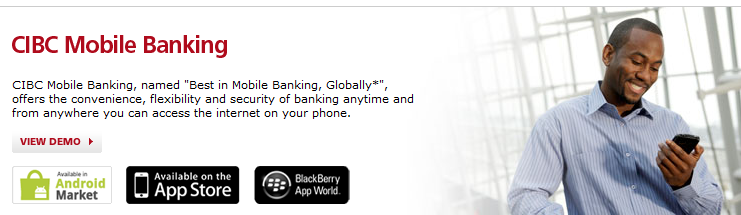 CIBC Mobile Banking
CIBC Mobile Banking, named "Best in Mobile Banking, Globally*",
offers the convenience, flexibility and security of banking anytime and
from anywhere you can access the internet on your phone.
VIEW DEMO
Available in
Android
Market
Available on the
App Store
BlackBerry
App World.